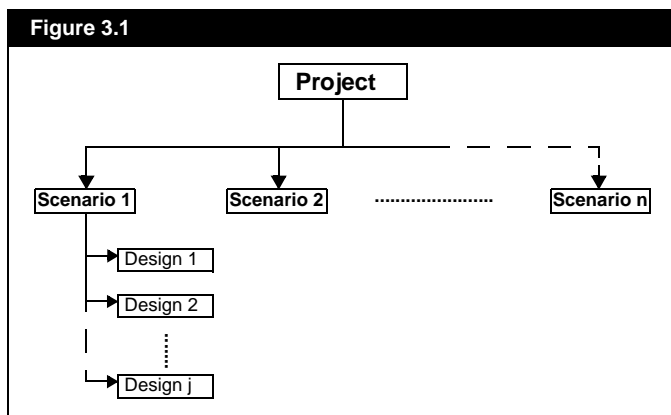 Figure 3.1
Project
Scenario 1 Scenario 2 ....................... Scenario n
Design 1
Design 2
Design j